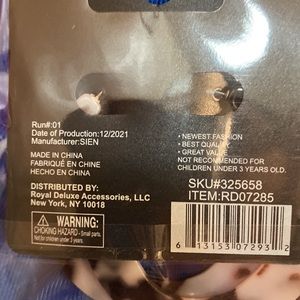 Run#:01
Date of Production:12/2021
Manufacturer:SIEN
MADE IN CHINA
FABRIQUÉ EN CHINE
HECHO EN CHINA
DISTRIBUTED BY:
Royal Deluxe Accessories, LLC
New York, NY 10018
WARNING:
CHOKING HAZARD - Small parts.
Not for children under 3 years.
• NEWEST FASHION
• BEST QUALITY
• GREAT VALUE
NOT RECOMMENDED FOR
CHILDREN UNDER 3 YEARS OLD.
SKU#325658
ITEM:RD07285
6 13153 07293 2